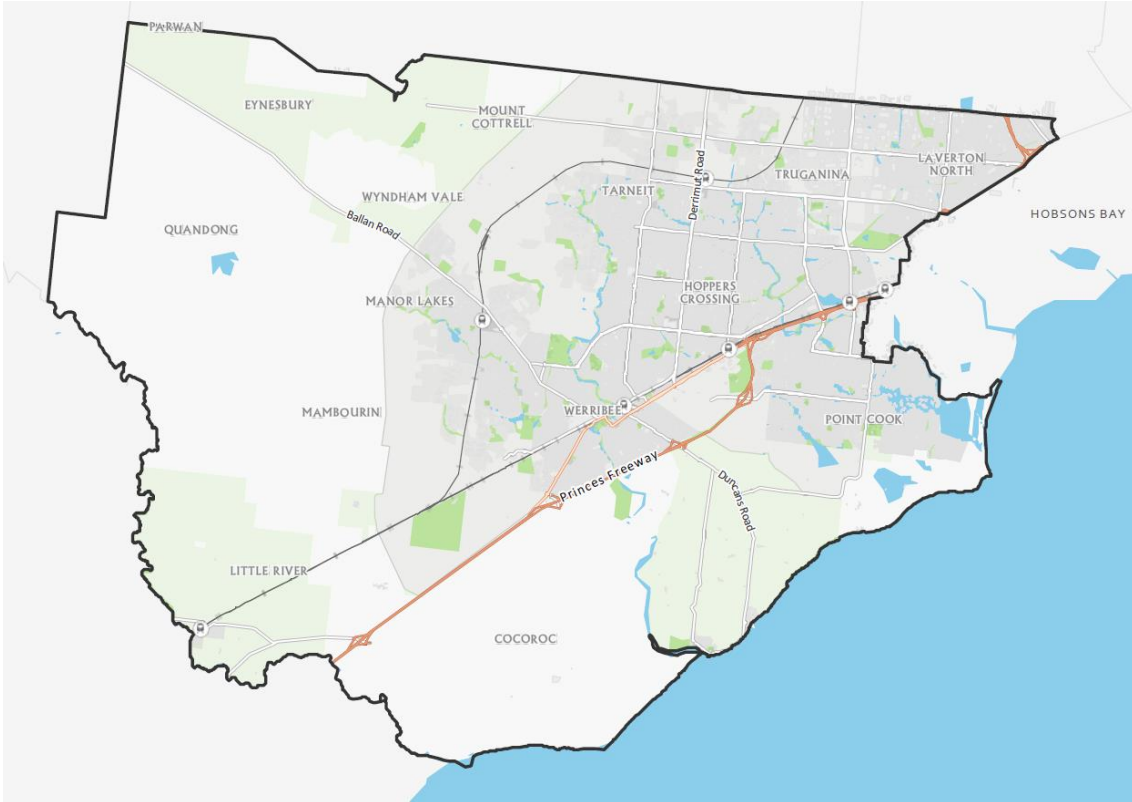 PARWAN
EYNESBURY
MOUNT
COTTRELL
LAVERTON
NORTH
TRUGANINA
Derrimut Road
TARNEIT
WYNDHAM VALE
HOBSONS BAY
Ballan Road
QUANDONG
HOPPERS
CROSSING
MANOR LAKES
MAMBOURIN
WERRIBEE
POINT COOK
Princes Freeway
Duncans Road
LITTLE RIVER
COCOROC